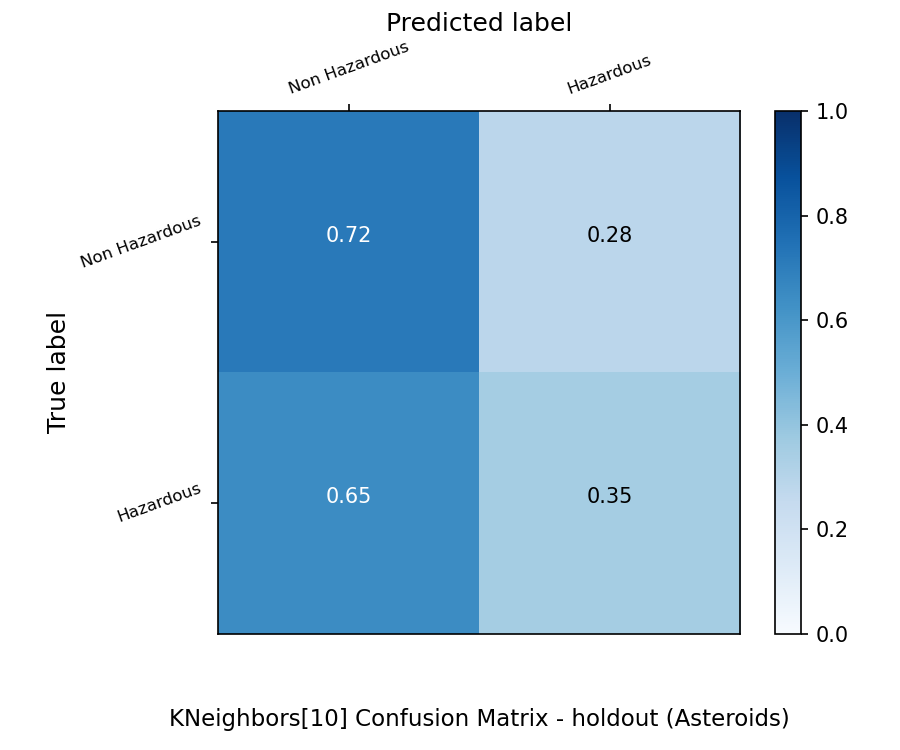 Predicted label
Non Hazardous
Hazardous
1.0
0.8
0.6
0.4
0.2
0.0
True label
Non Hazardous
Hazardous
0.72
0.28
0.65
0.35
KNeighbors[10] Confusion Matrix - holdout (Asteroids)